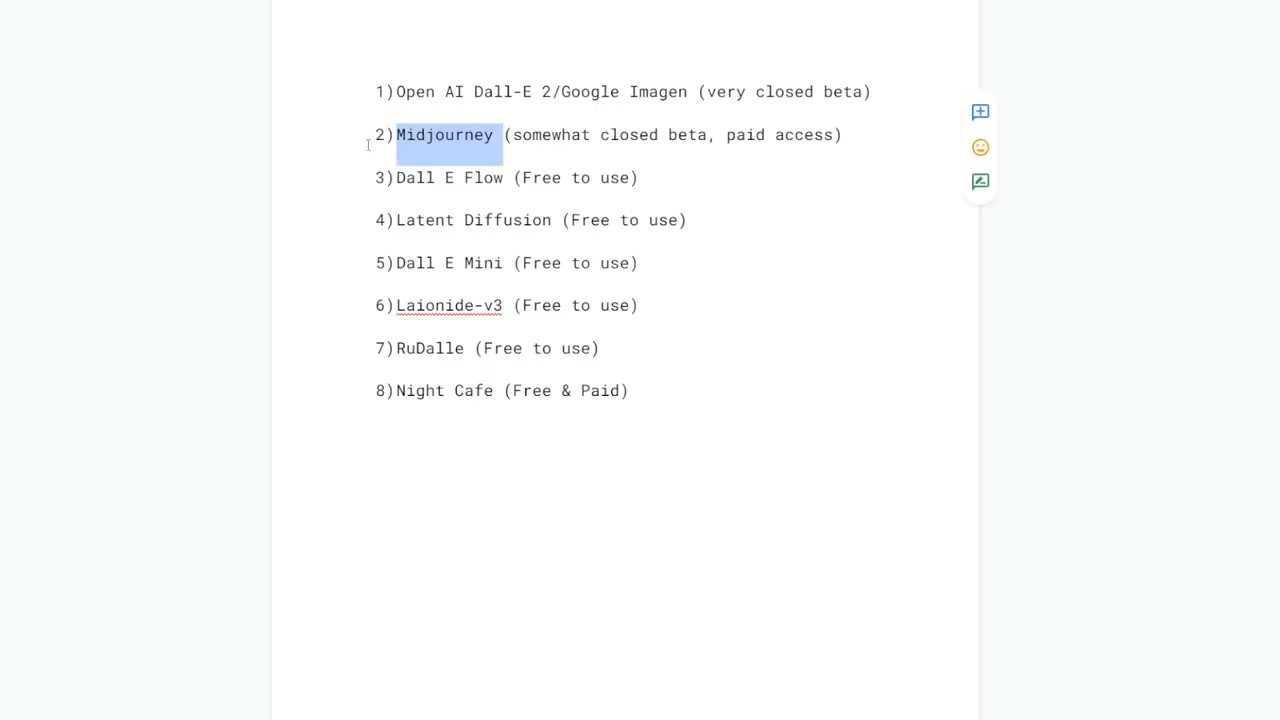 1)Open AI Dall-E 2/Google Imagen (very closed beta)
2)Midjourney (somewhat closed beta, paid access)
3)Dall E Flow (Free to use)
4)Latent Diffusion (Free to use)
5)Dall E Mini (Free to use)
6)Laionide-v3 (Free to use)
7)RuDalle (Free to use)
8)Night Cafe (Free & Paid)